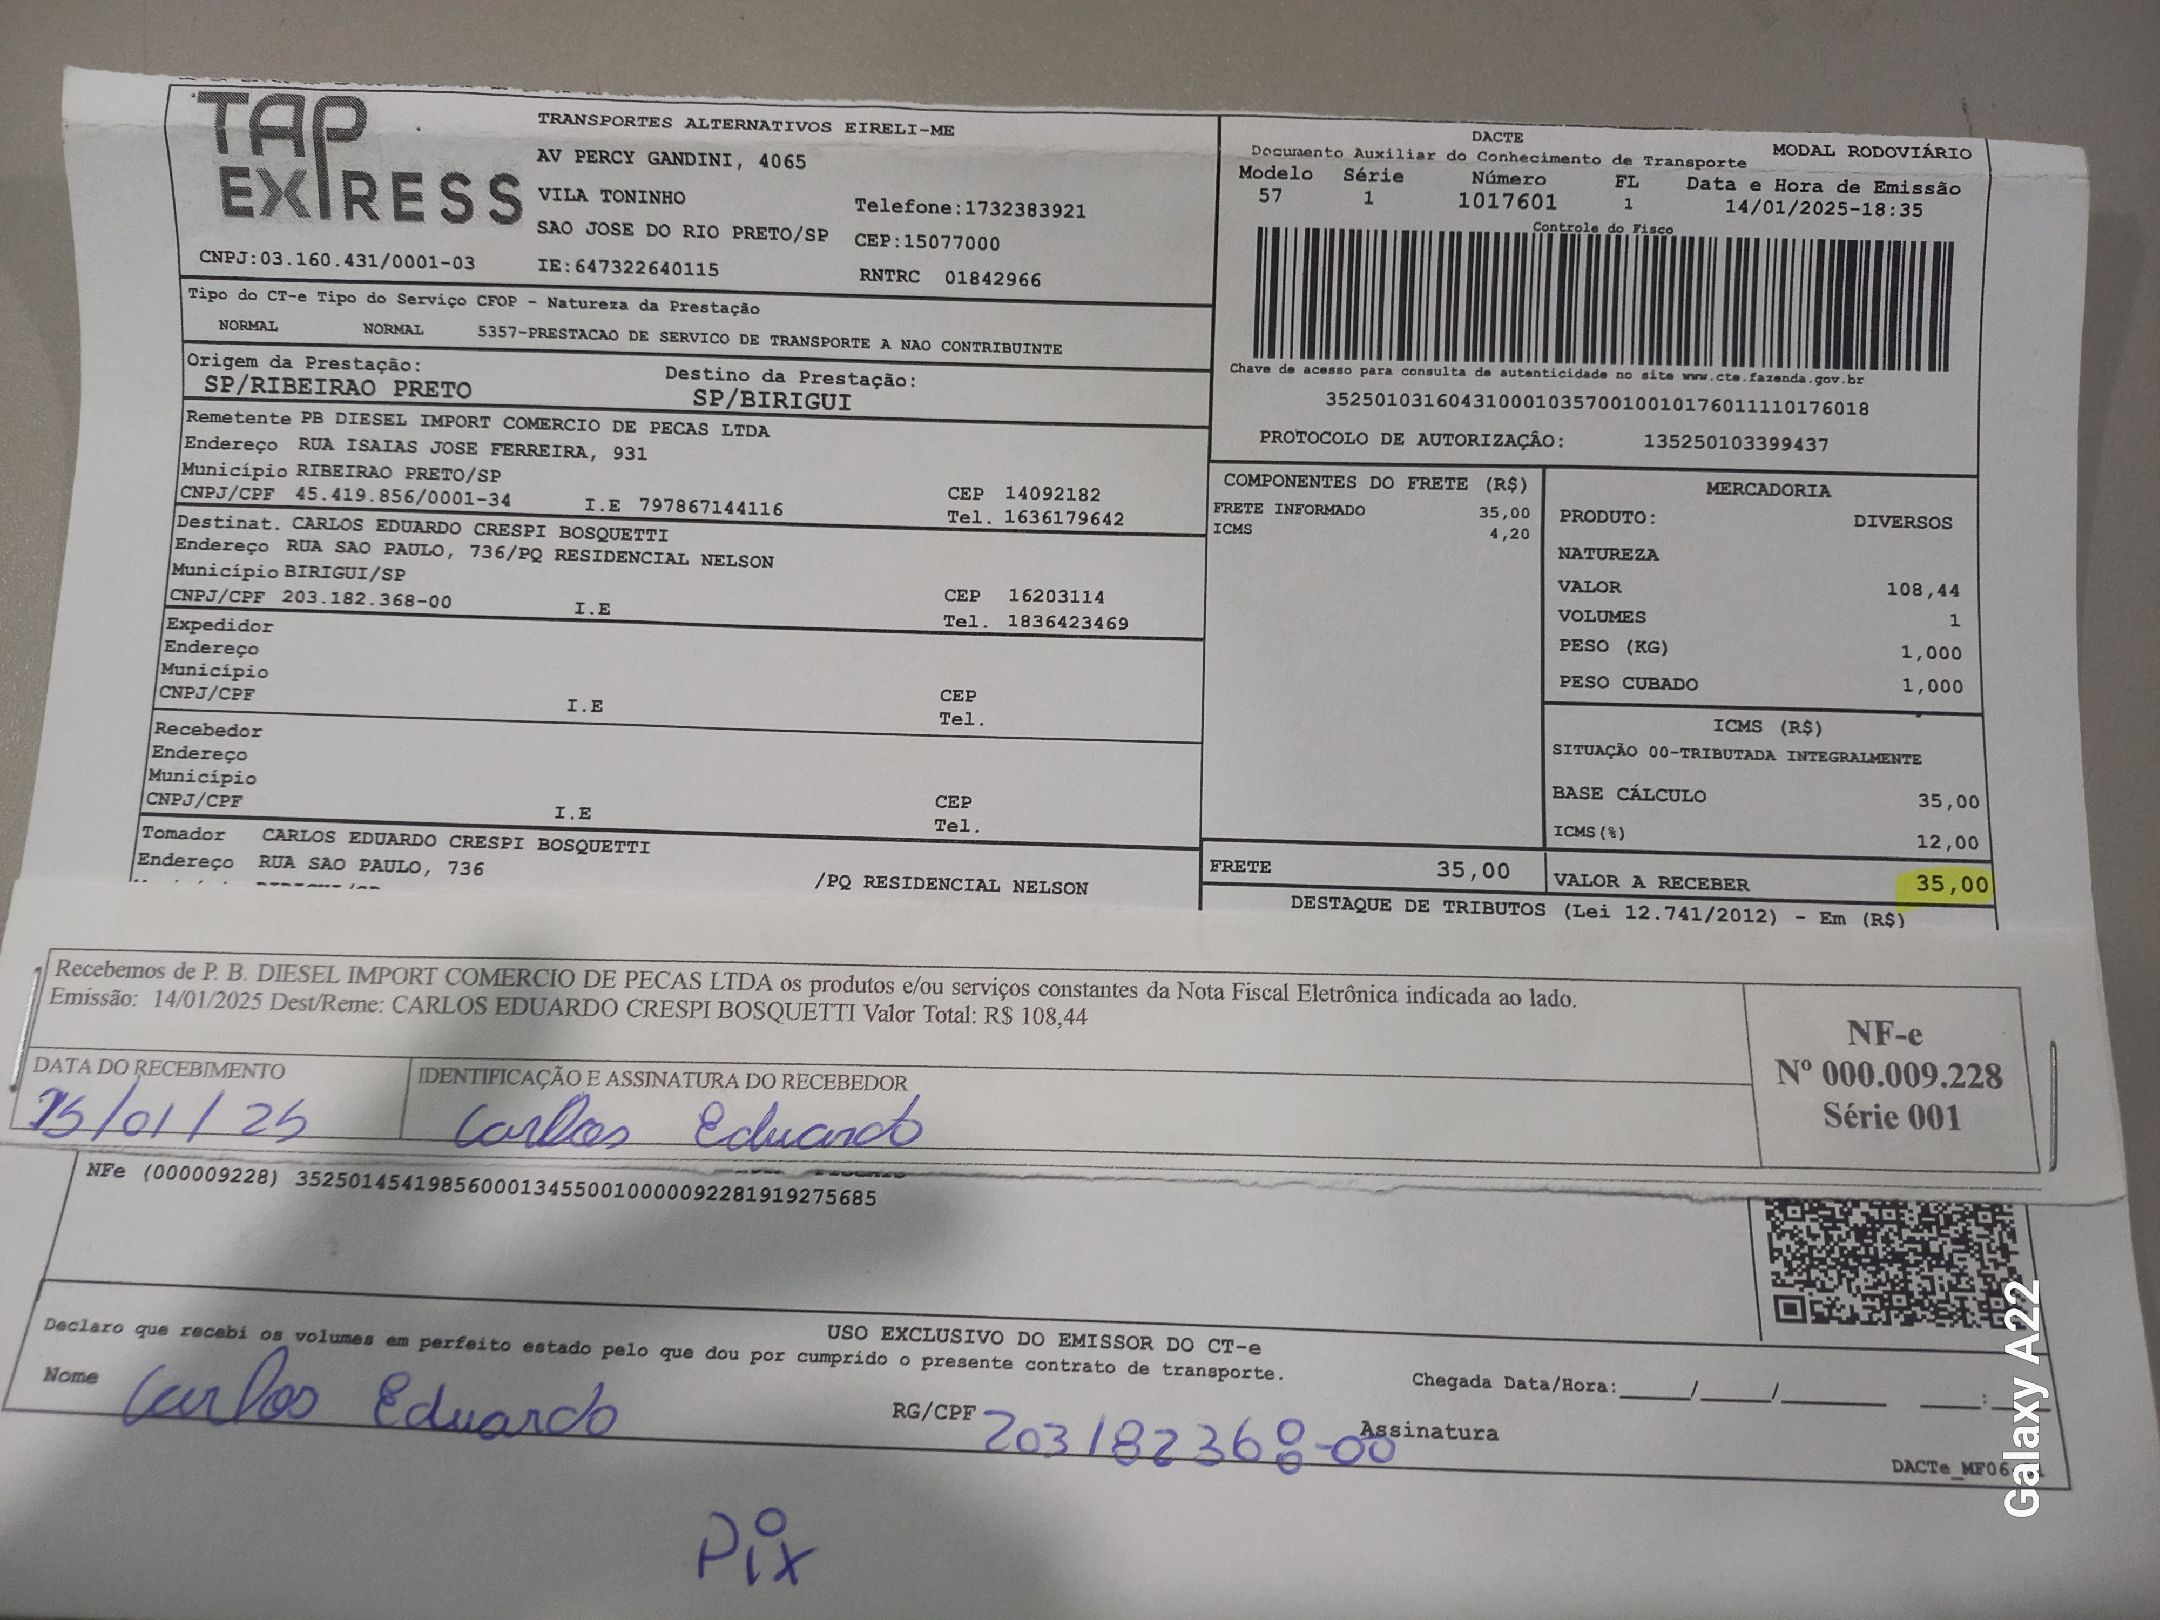 TAP EXPRESS
TRANSPORTES ALTERNATIVOS EIRELI-ME
AV PERCY GANDINI, 4065
VILA TONINHO
Telefone:1732383921
SAO JOSE DO RIO PRETO/SP CEP:15077000
CNPJ:03.160.431/0001-03 IE:647322640115 RNTRC 01842966
DACTE
Documento Auxiliar do Conhecimento de Transporte MODAL RODOVIÁRIO
Modelo Série Número FL Data e Hora de Emissão
57 1 1017601 1 14/01/2025-18:35
Controle do Fisco
Chave de acesso para consulta de autenticidade no site www.cte.fazenda.gov.br
35250103160431000103570010010176011110176018
PROTOCOLO DE AUTORIZAÇÃO: 135250103399437
Tipo do CT-e Tipo do Serviço CFOP - Natureza da Prestação
NORMAL NORMAL 5357-PRESTACAO DE SERVICO DE TRANSPORTE A NAO CONTRIBUINTE
Origem da Prestação: Destino da Prestação:
SP/RIBEIRAO PRETO SP/BIRIGUI
Remetente PB DIESEL IMPORT COMERCIO DE PECAS LTDA
Endereço RUA ISAIAS JOSE FERREIRA, 931
Município RIBEIRAO PRETO/SP CEP 14092182
CNPJ/CPF 45.419.856/0001-34 I.E 797867144116 Tel. 1636179642
Destinat. CARLOS EDUARDO CRESPI BOSQUETTI
Endereço RUA SAO PAULO, 736/PQ RESIDENCIAL NELSON
Município BIRIGUI/SP CEP 16203114
CNPJ/CPF 203.182.368-00 I.E Tel. 1836423469
Expedidor
Endereço
Município CEP
CNPJ/CPF I.E Tel.
Recebedor
Endereço
Município CEP
CNPJ/CPF I.E Tel.
Tomador CARLOS EDUARDO CRESPI BOSQUETTI
Endereço RUA SAO PAULO, 736 /PQ RESIDENCIAL NELSON
COMPONENTES DO FRETE (R$)
FRETE INFORMADO 35,00
ICMS 4,20
FRETE 35,00
MERCADORIA
PRODUTO: DIVERSOS
NATUREZA
VALOR 108,44
VOLUMES 1
PESO (KG) 1,000
PESO CUBADO 1,000
ICMS (R$)
SITUAÇÃO 00-TRIBUTADA INTEGRALMENTE
BASE CÁLCULO 35,00
ICMS(%) 12,00
VALOR A RECEBER 35,00
DESTAQUE DE TRIBUTOS (Lei 12.741/2012) - Em (R$)
Recebemos de P. B. DIESEL IMPORT COMERCIO DE PECAS LTDA os produtos e/ou serviços constantes da Nota Fiscal Eletrônica indicada ao lado.
Emissão: 14/01/2025 Dest/Reme: CARLOS EDUARDO CRESPI BOSQUETTI Valor Total: R$ 108,44
DATA DO RECEBIMENTO IDENTIFICAÇÃO E ASSINATURA DO RECEBEDOR
15/01/25 Carlos Eduardo
NF-e
Nº 000.009.228
Série 001
NFe (000009228) 35250145419856000134550010000092281919275685
USO EXCLUSIVO DO EMISSOR DO CT-e
Declaro que recebi os volumes em perfeito estado pelo que dou por cumprido o presente contrato de transporte.
Nome Carlos Eduardo RG/CPF 203182368-00 Assinatura
Chegada Data/Hora:_____/_____/_______ ____:____
DACTe_MF06
Pix
Galaxy A22